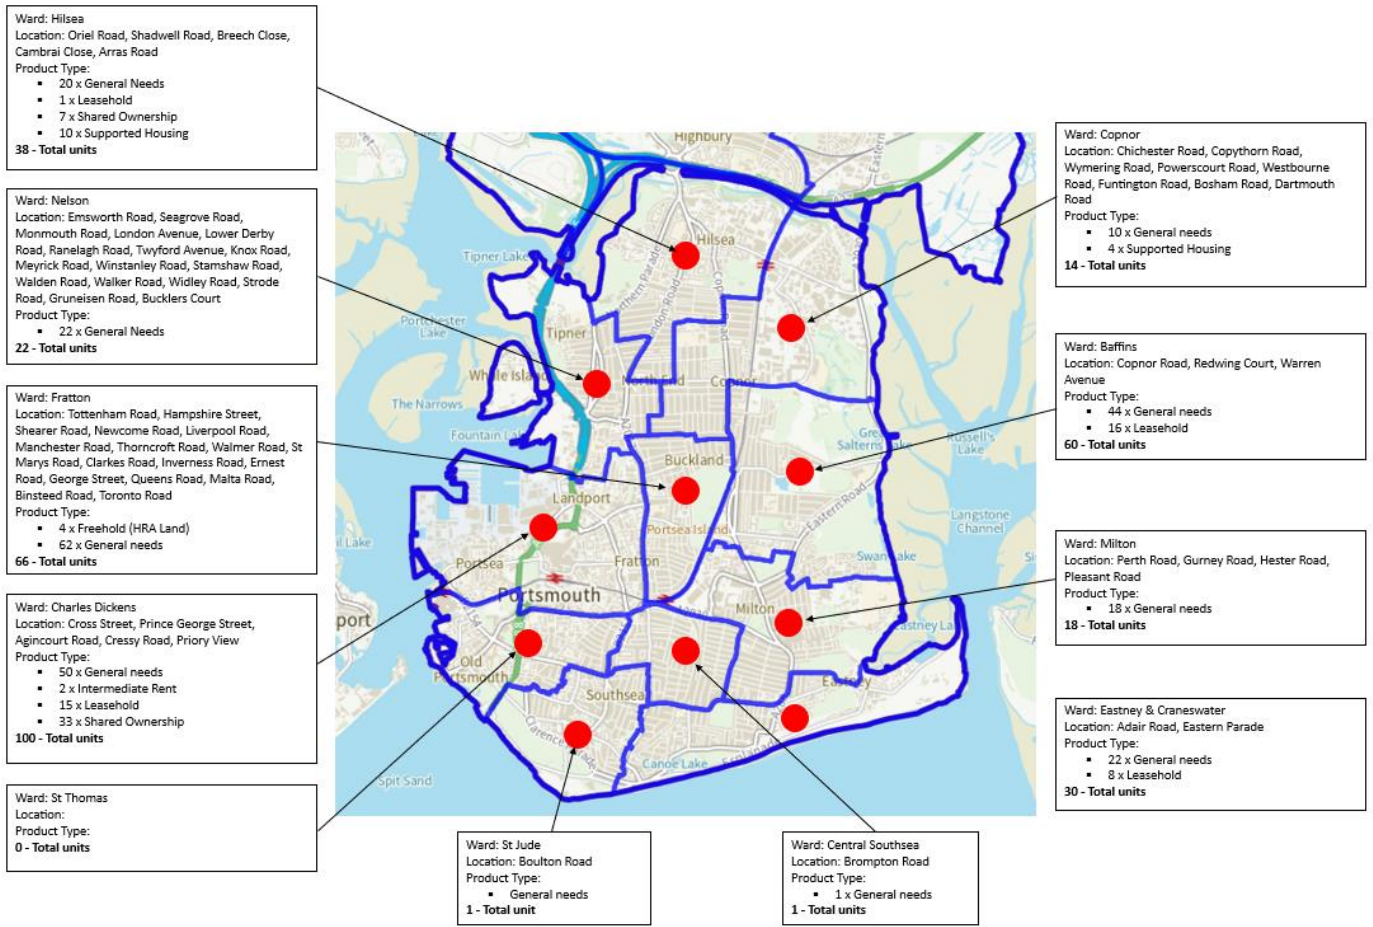 Ward: Hilsea
Location: Oriel Road, Shadwell Road, Breech Close,
Cambrai Close, Arras Road
Product Type:
▪ 20 x General Needs
▪ 1 x Leasehold
▪ 7 x Shared Ownership
▪ 10 x Supported Housing
38 - Total units
Ward: Nelson
Location: Emsworth Road, Seagrove Road,
Monmouth Road, London Avenue, Lower Derby
Road, Ranelagh Road, Twyford Avenue, Knox Road,
Meyrick Road, Winstanley Road, Stamshaw Road,
Walden Road, Walker Road, Widley Road, Strode
Road, Gruneisen Road, Bucklers Court
Product Type:
▪ 22 x General Needs
22 - Total units
Ward: Fratton
Location: Tottenham Road, Hampshire Street,
Shearer Road, Newcome Road, Liverpool Road,
Manchester Road, Thorncroft Road, Walmer Road, St
Marys Road, Clarkes Road, Inverness Road, Ernest
Road, George Street, Queens Road, Malta Road,
Binsteed Road, Toronto Road
Product Type:
▪ 4 x Freehold (HRA Land)
▪ 62 x General needs
66 - Total units
Ward: Charles Dickens
Location: Cross Street, Prince George Street,
Agincourt Road, Cressy Road, Priory View
Product Type:
▪ 50 x General needs
▪ 2 x Intermediate Rent
▪ 15 x Leasehold
▪ 33 x Shared Ownership
100 - Total units
Ward: St Thomas
Location:
Product Type:
0 - Total units
Highbury
Eastern
Hilsea
Tipner Lake
Northern Parade
London Road
Portchester
Lake
Tipner
Whale Island
North End
Copnor
The Narrows
Fountain Lake
Great
Salterns Lake
Russell's
Lake
Buckland
Landport
Eastern Road
Portsea Island
Langstone
Channel
Portsea
Fratton
Swan Lake
Portsmouth
Milton
Eastney Lake
port
Old
Portsmouth
Southsea
Eastney
Clarence Parade
Canoe Lake
Esplanade
Spit Sand
Ward: Copnor
Location: Chichester Road, Copythorn Road,
Wymering Road, Powerscourt Road, Westbourne
Road, Funtington Road, Bosham Road, Dartmouth
Road
Product Type:
▪ 10 x General needs
▪ 4 x Supported Housing
14 - Total units
Ward: Baffins
Location: Copnor Road, Redwing Court, Warren
Avenue
Product Type:
▪ 44 x General needs
▪ 16 x Leasehold
60 - Total units
Ward: Milton
Location: Perth Road, Gurney Road, Hester Road,
Pleasant Road
Product Type:
▪ 18 x General needs
18 - Total units
Ward: Eastney & Craneswater
Location: Adair Road, Eastern Parade
Product Type:
▪ 22 x General needs
▪ 8 x Leasehold
30 - Total units
Ward: St Jude
Location: Boulton Road
Product Type:
▪ General needs
1 - Total unit
Ward: Central Southsea
Location: Brompton Road
Product Type:
▪ 1 x General needs
1 - Total units